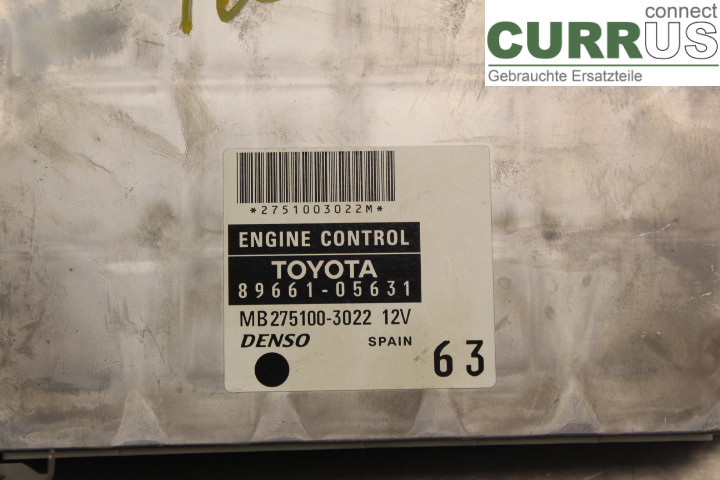 connect
CURRUS
Gebrauchte Ersatzteile
*2751003022M*
ENGINE CONTROL
TOYOTA
89661-05631
MB275100-3022 12V
DENSO SPAIN 63